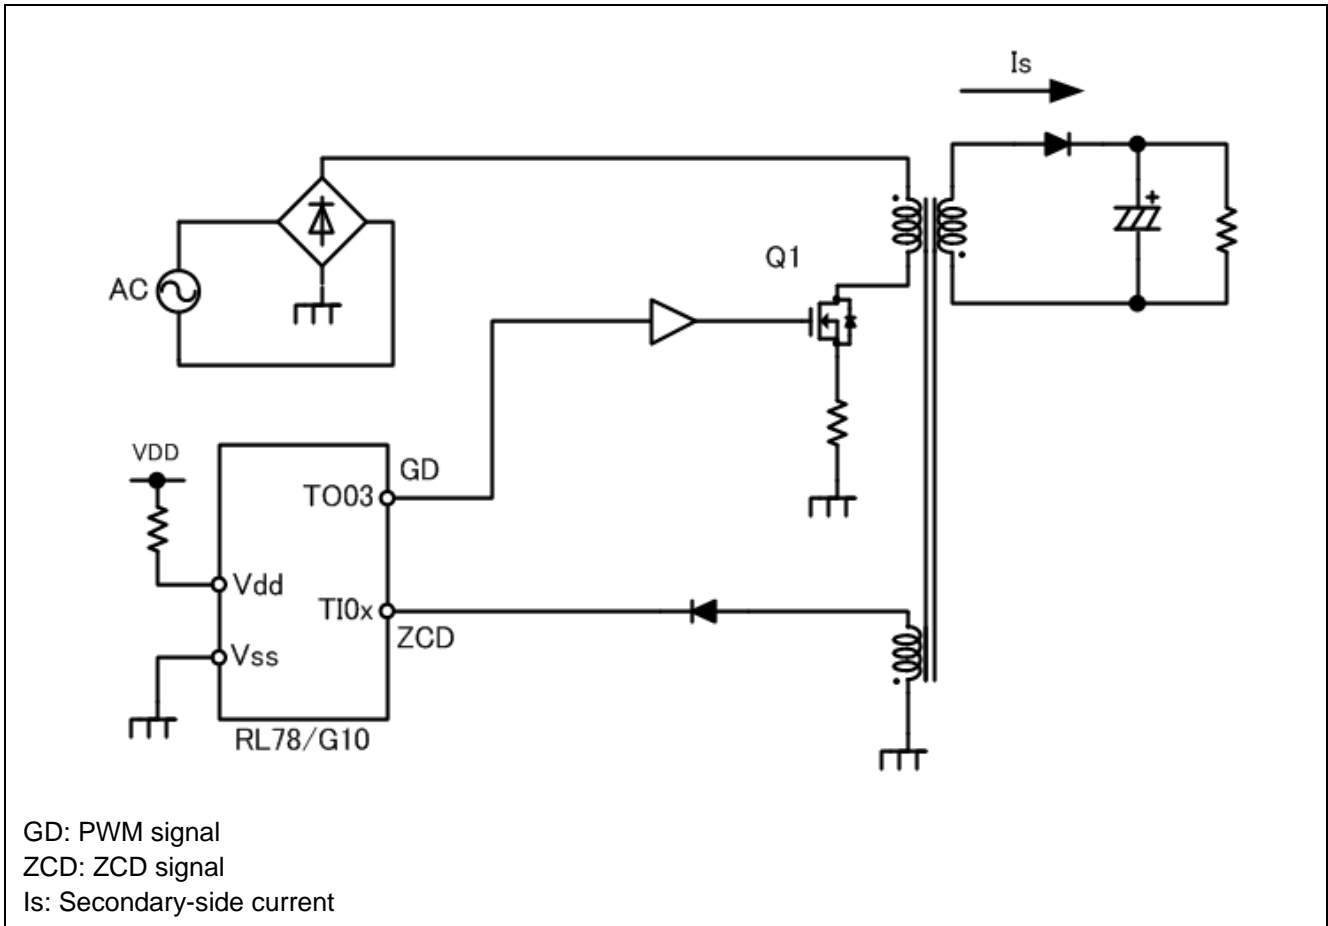 Is
Q1
AC
VDD
GD
TO03
Vdd
TI0x
ZCD
Vss
RL78/G10
GD: PWM signal
ZCD: ZCD signal
Is: Secondary-side current